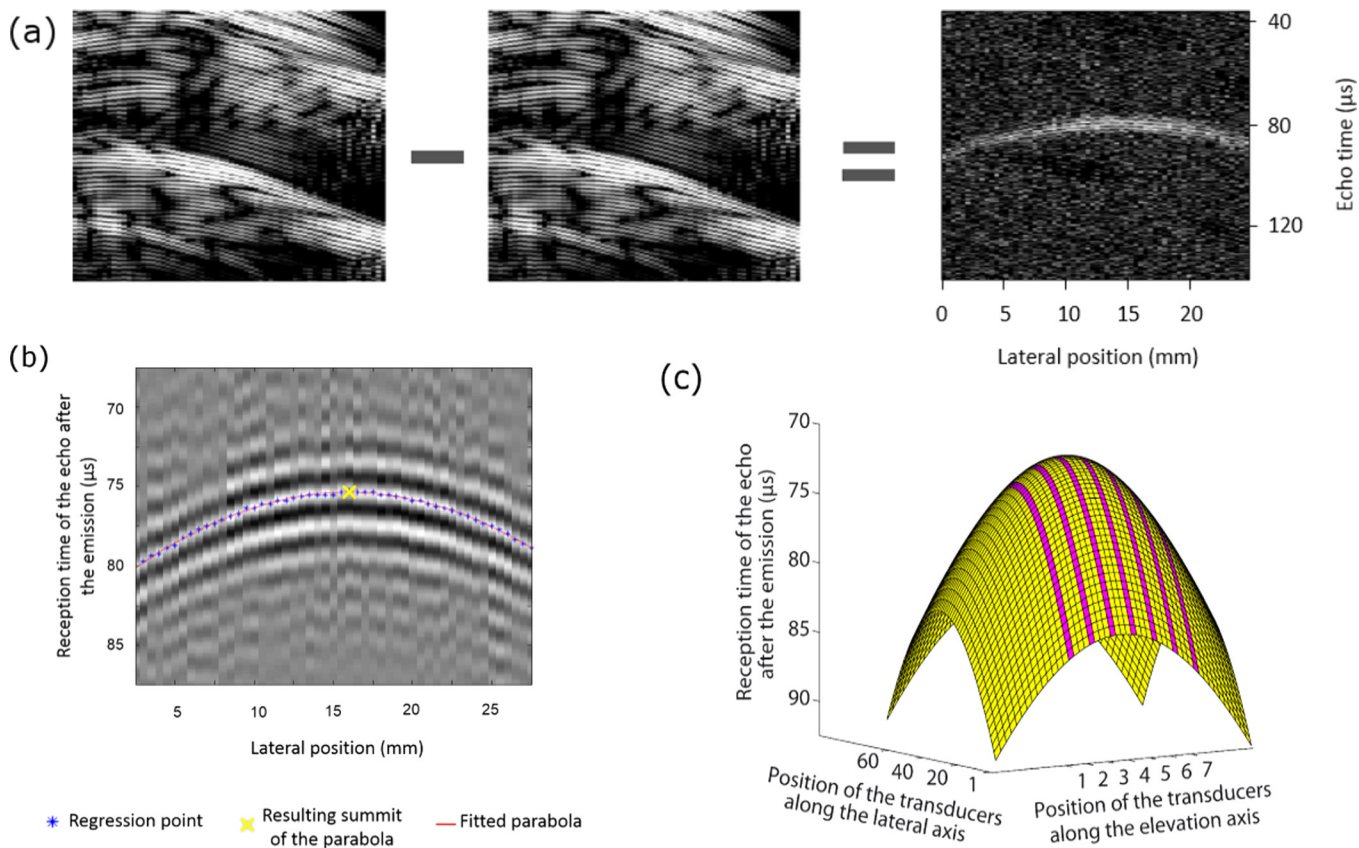 (a)
40
80
120
Echo time (μs)
0 5 10 15 20
Lateral position (mm)
(b)
70
75
80
85
Reception time of the echo after
the emission (μs)
5 10 15 20 25
Lateral position (mm)
Regression point
Resulting summit
of the parabola
Fitted parabola
(c)
70
75
80
85
90
Reception time of the echo
after the emission (μs)
60 40 20 1
Position of the transducers
along the lateral axis
1 2 3 4 5 6 7
Position of the transducers
along the elevation axis